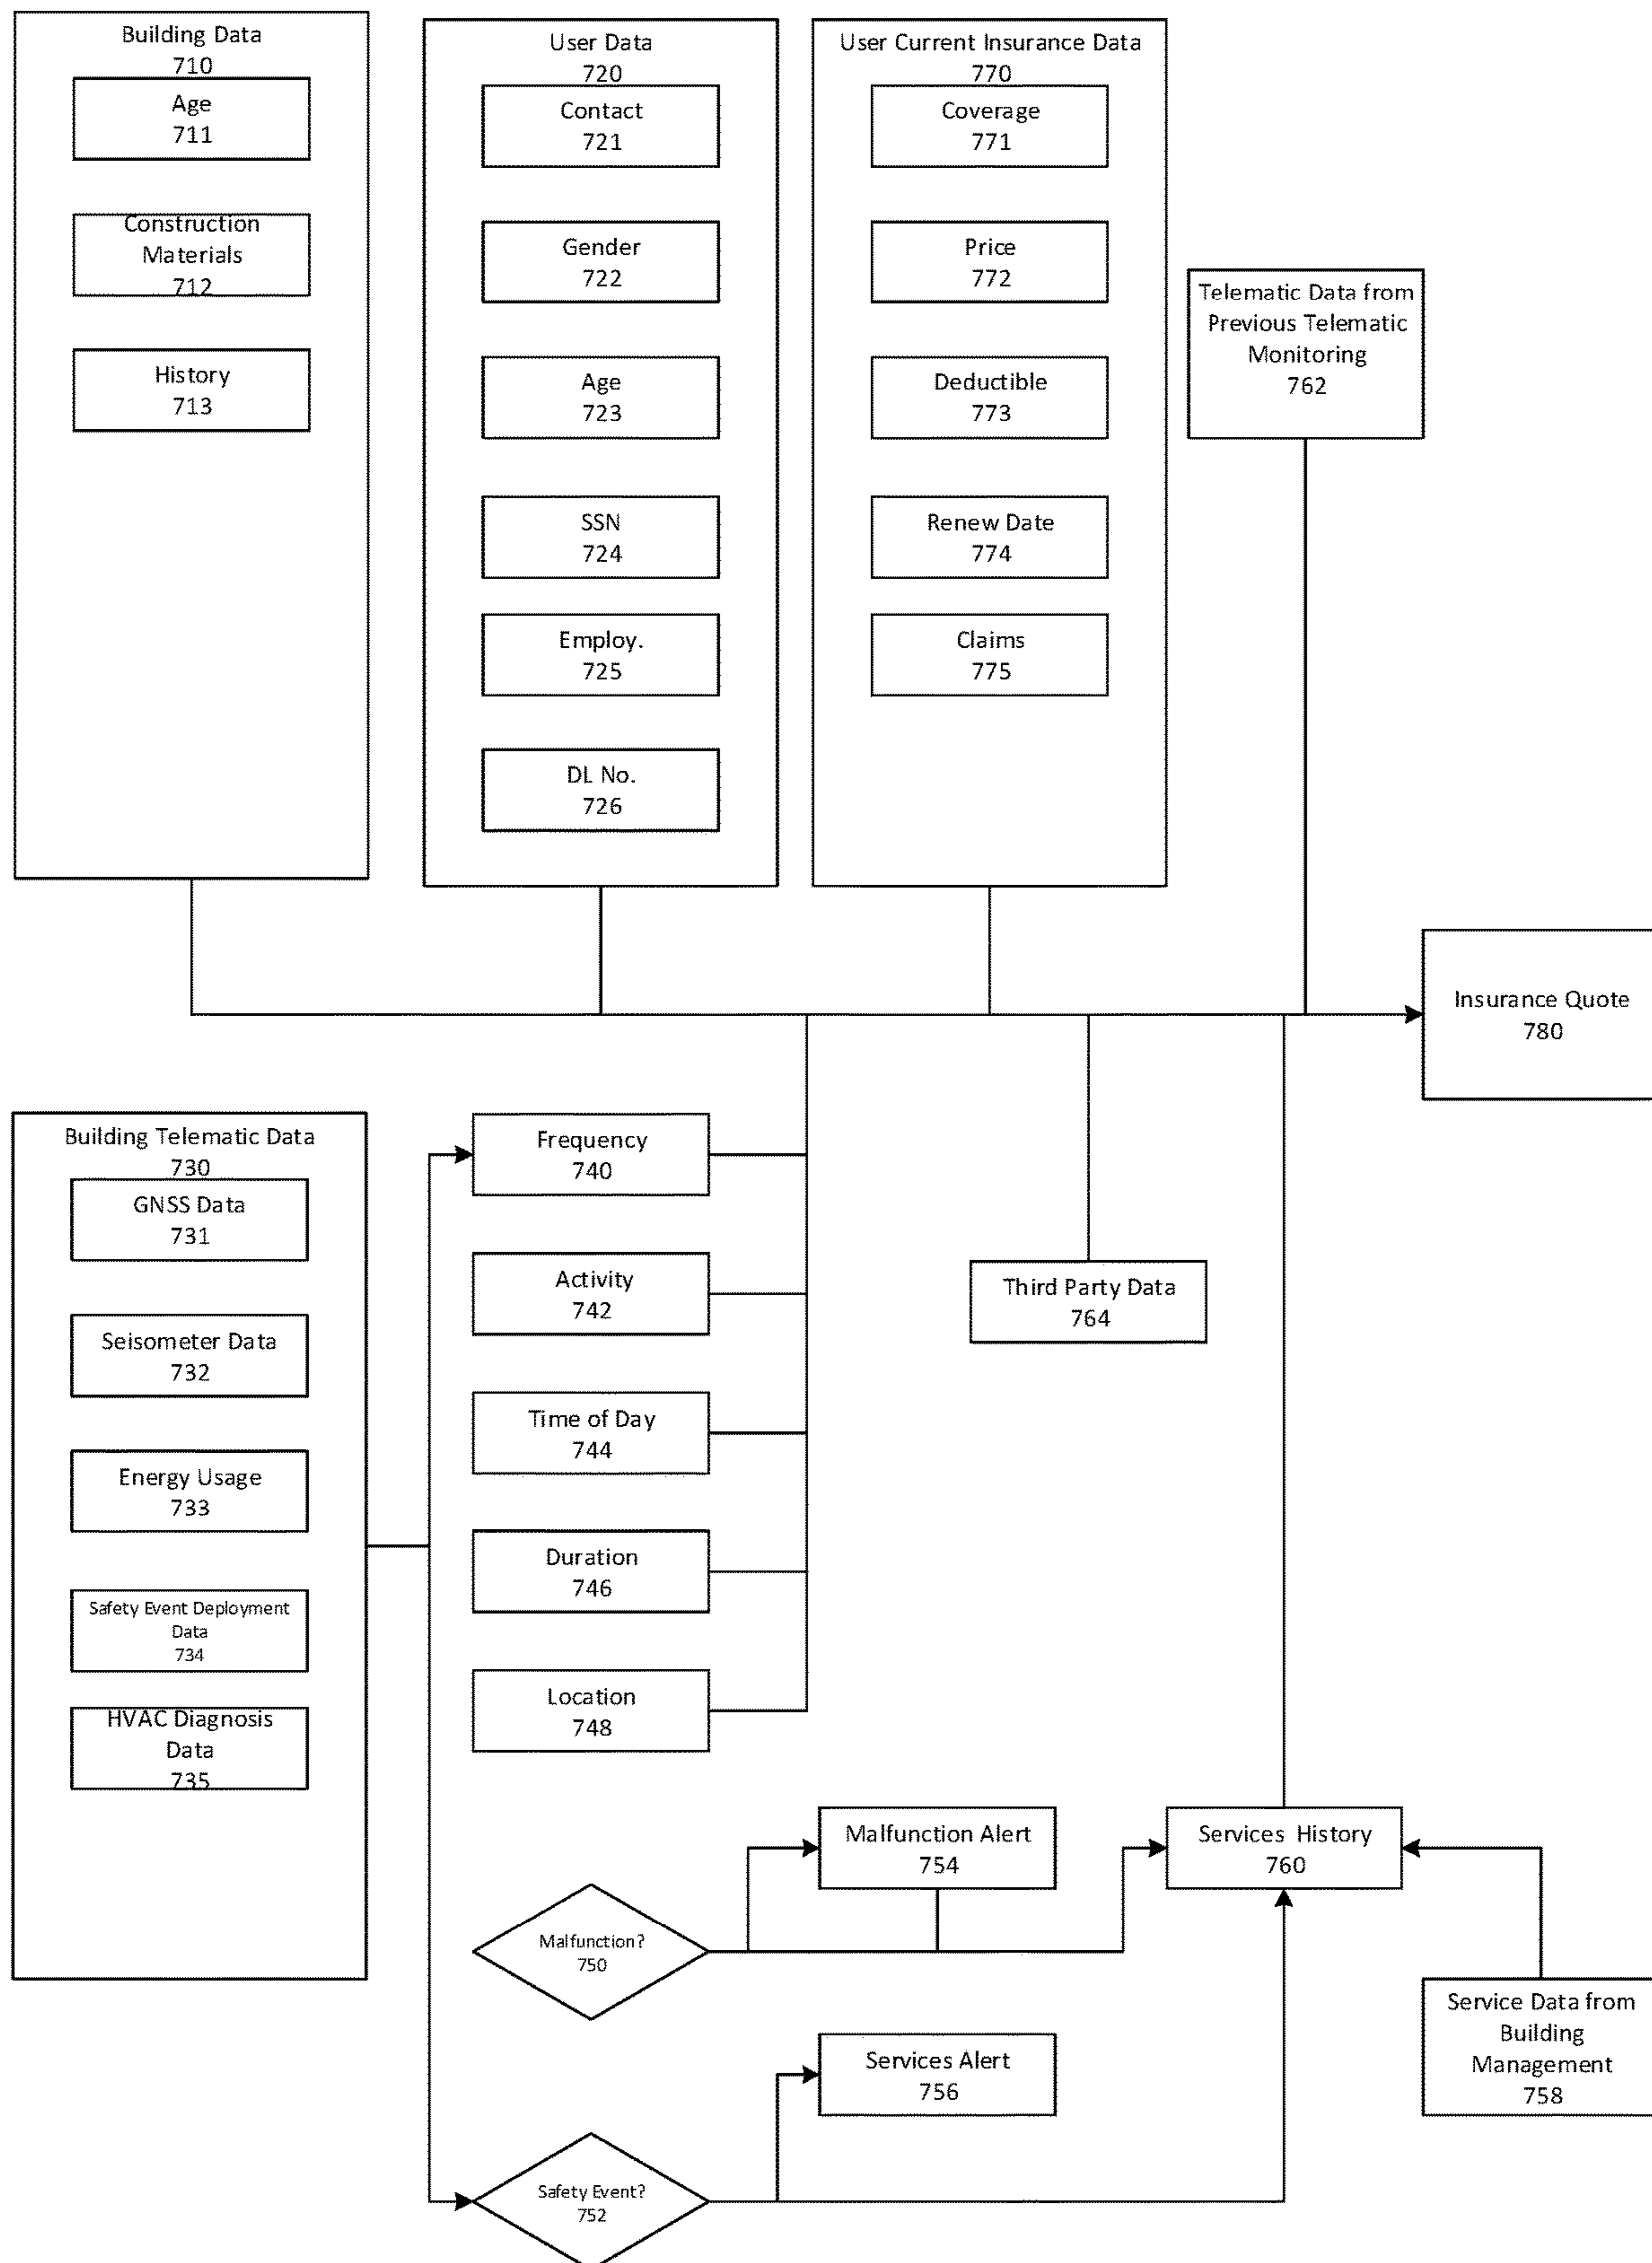 Building Data
710
Age
711
Construction
Materials
712
History
713
User Data
720
Contact
721
Gender
722
Age
723
SSN
724
Employ.
725
DL No.
726
User Current Insurance Data
770
Coverage
771
Price
772
Deductible
773
Renew Date
774
Claims
775
Telematic Data from
Previous Telematic
Monitoring
762
Insurance Quote
780
Building Telematic Data
730
GNSS Data
731
Seisometer Data
732
Energy Usage
733
Safety Event Deployment
Data
734
HVAC Diagnosis
Data
735
Frequency
740
Activity
742
Time of Day
744
Duration
746
Location
748
Third Party Data
764
Malfunction Alert
754
Services History
760
Malfunction?
750
Services Alert
756
Service Data from
Building
Management
758
Safety Event?
752